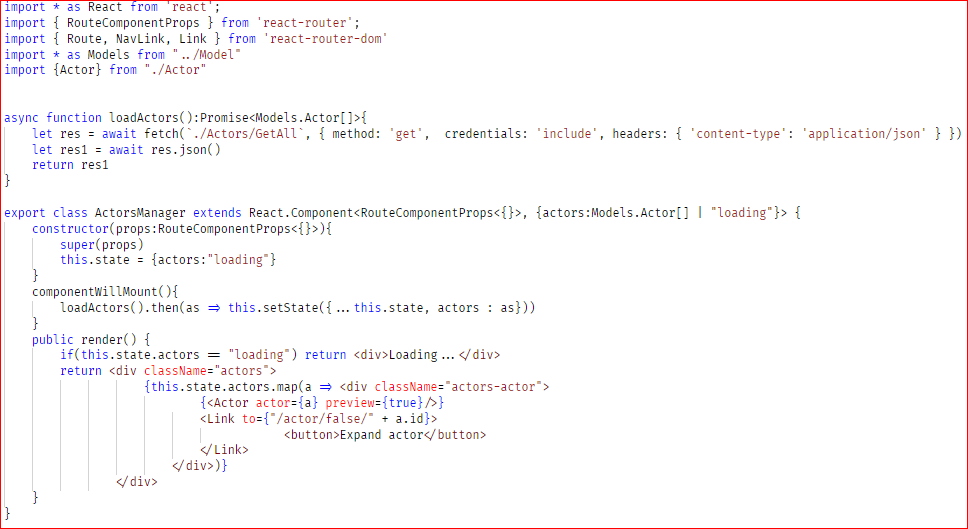 import * as React from 'react';
import { RouteComponentProps } from 'react-router';
import { Route, NavLink, Link } from 'react-router-dom'
import * as Models from "../Model"
import {Actor} from "./Actor"

async function loadActors():Promise<Models.Actor[]>{
    let res = await fetch(`./Actors/GetAll`, { method: 'get',  credentials: 'include', headers: { 'content-type': 'application/json' } })
    let res1 = await res.json()
    return res1
}

export class ActorsManager extends React.Component<RouteComponentProps<{}>, {actors:Models.Actor[] | "loading"}> {
    constructor(props:RouteComponentProps<{}>){
        super(props)
        this.state = {actors:"loading"}
    }
    componentWillMount(){
        loadActors().then(as => this.setState({...this.state, actors : as}))
    }
    public render() {
        if(this.state.actors == "loading") return <div>Loading...</div>
        return <div className="actors">
                    {this.state.actors.map(a => <div className="actors-actor">
                            {<Actor actor={a} preview={true}/>}
                            <Link to={"/actor/false/" + a.id}>
                                        <button>Expand actor</button>
                            </Link>
                        </div>)}
                </div>
    }
}